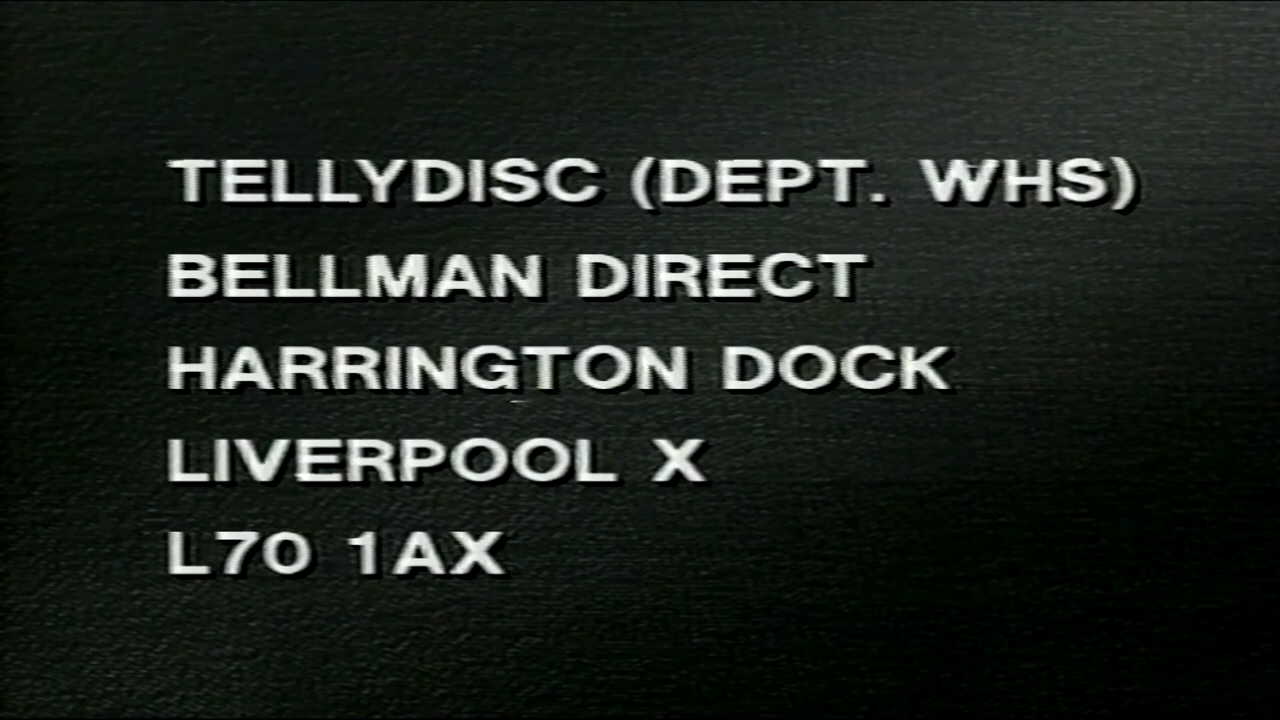 TELLYDISC (DEPT. WHS)
BELLMAN DIRECT
HARRINGTON DOCK
LIVERPOOL X
L70 1AX